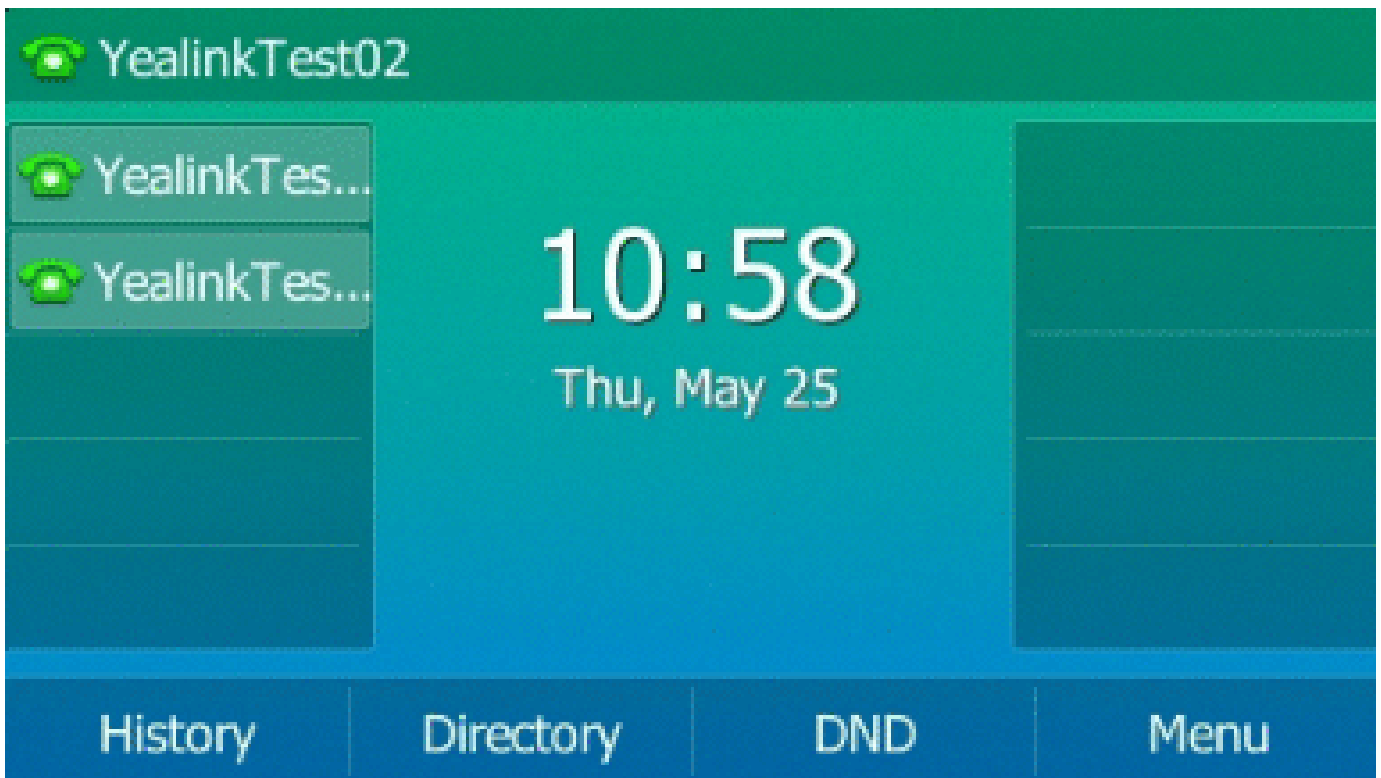 YealinkTest02
YealinkTes...
YealinkTes...
10:58
Thu, May 25
History Directory DND Menu